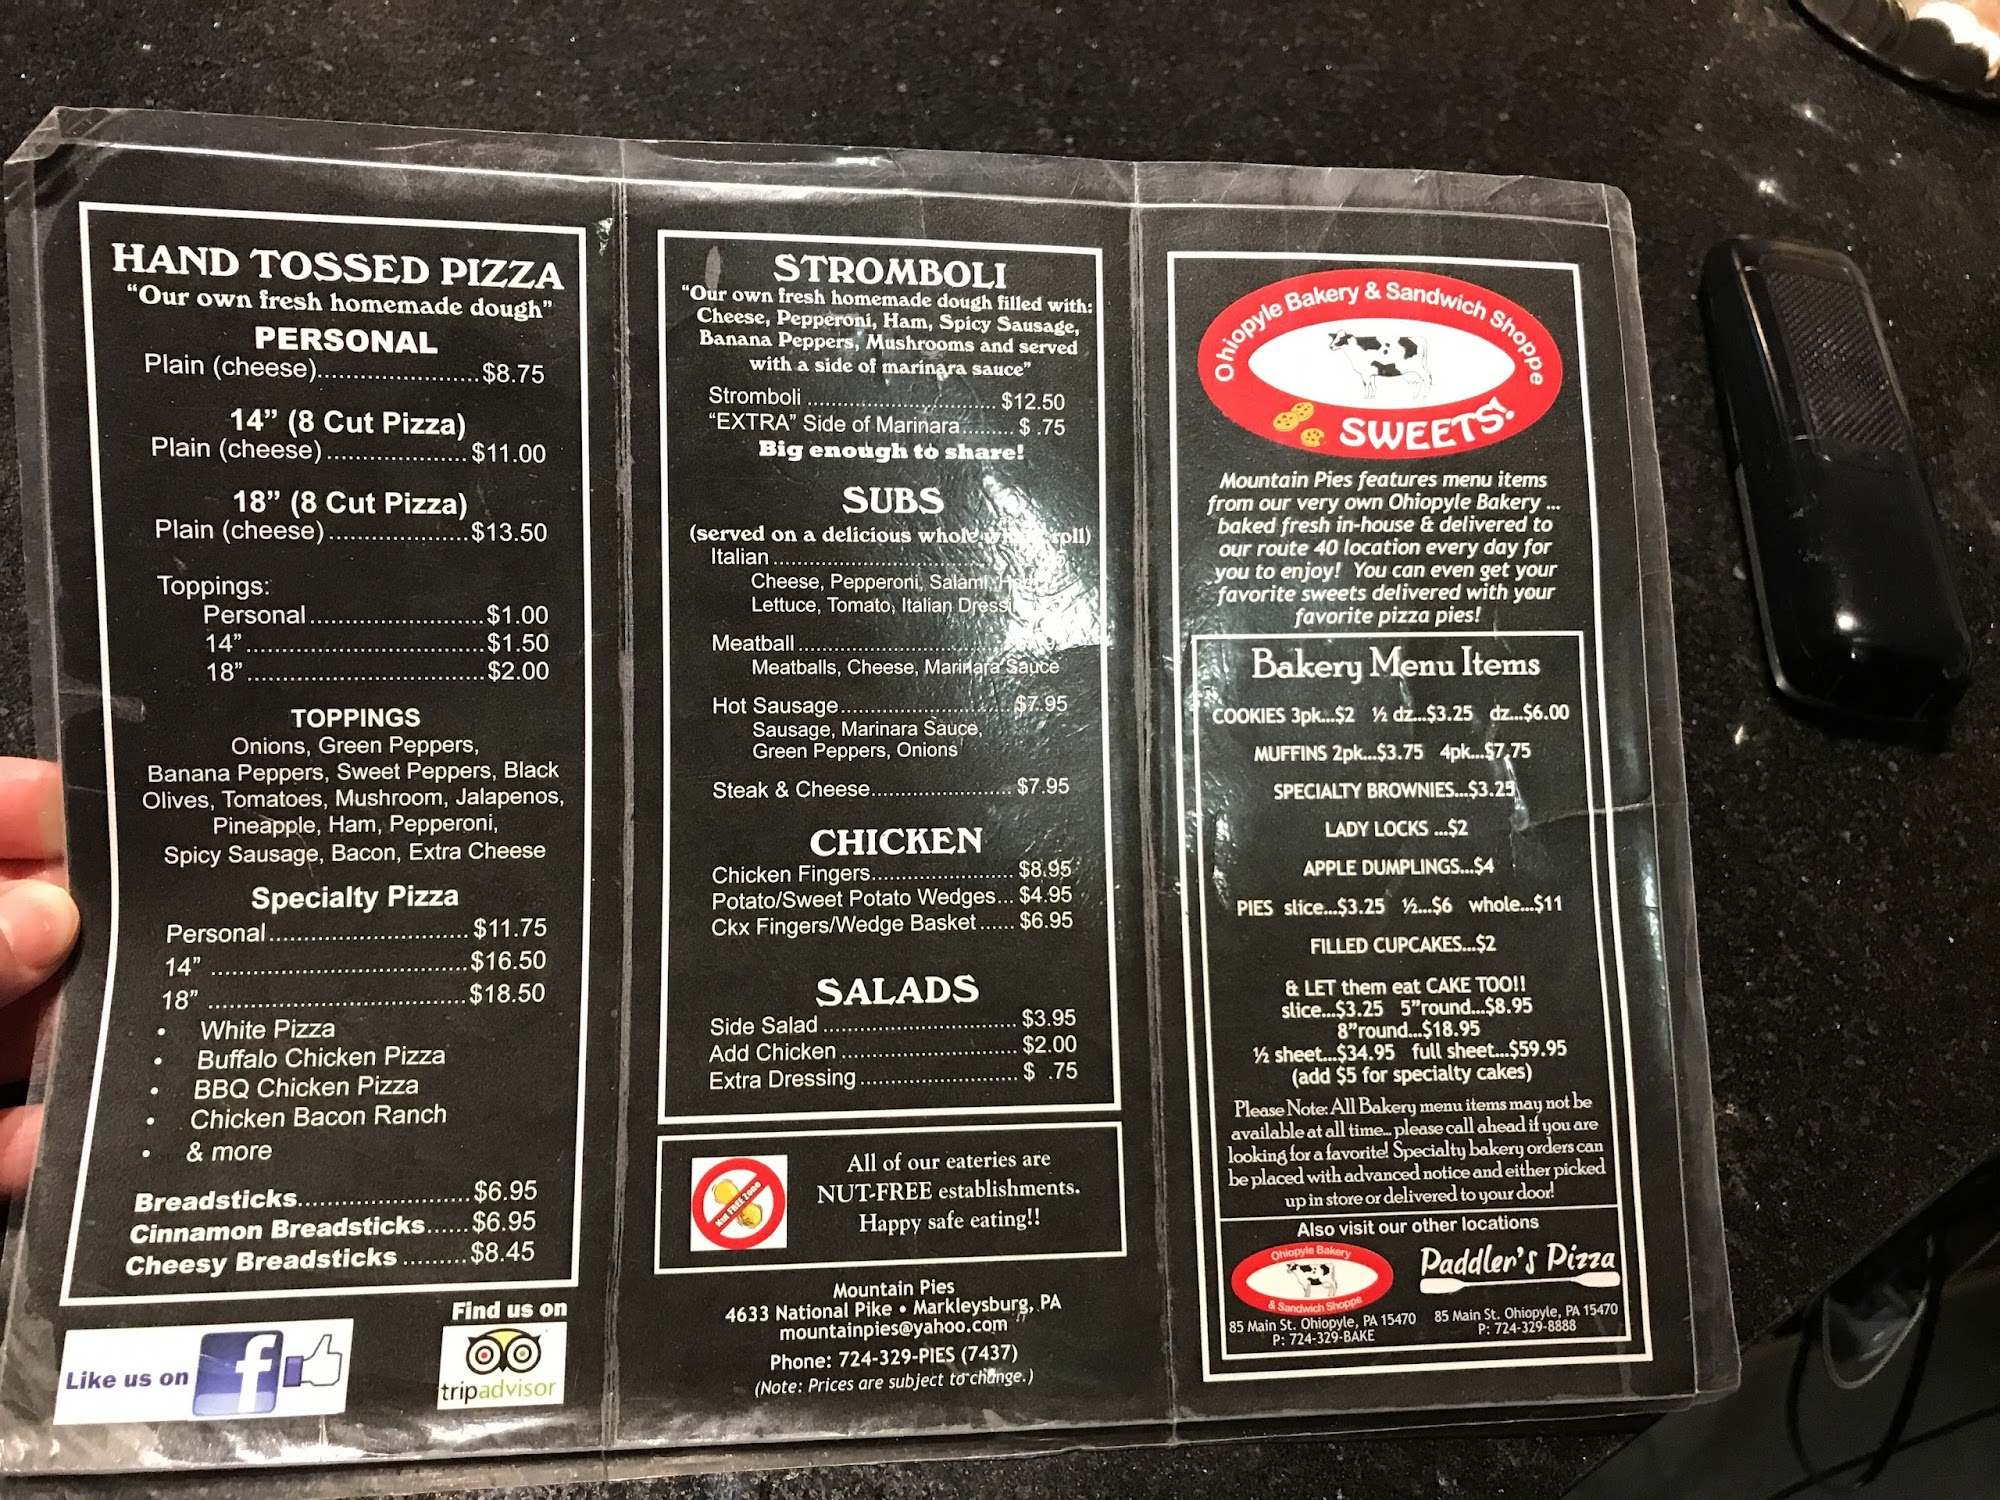 HAND TOSSED PIZZA
"Our own fresh homemade dough"
PERSONAL
Plain (cheese)........................$8.75
14" (8 Cut Pizza)
Plain (cheese)....................$11.00
18" (8 Cut Pizza)
Plain (cheese)....................$13.50
Toppings:
Personal.........................$1.00
14"..................................$1.50
18"..................................$2.00
TOPPINGS
Onions, Green Peppers,
Banana Peppers, Sweet Peppers, Black
Olives, Tomatoes, Mushroom, Jalapenos,
Pineapple, Ham, Pepperoni,
Spicy Sausage, Bacon, Extra Cheese
Specialty Pizza
Personal............................. $11.75
14" .....................................$16.50
18" .....................................$18.50
• White Pizza
• Buffalo Chicken Pizza
• BBQ Chicken Pizza
• Chicken Bacon Ranch
• & more
Breadsticks.........................$6.95
Cinnamon Breadsticks......$6.95
Cheesy Breadsticks .........$8.45
Like us on f
Find us on
tripadvisor
STROMBOLI
"Our own fresh homemade dough filled with:
Cheese, Pepperoni, Ham, Spicy Sausage,
Banana Peppers, Mushrooms and served
with a side of marinara sauce"
Stromboli ............................... $12.50
"EXTRA" Side of Marinara......... $ .75
Big enough to share!
SUBS
(served on a delicious whole roll)
Italian
Cheese, Pepperoni, Salami,
Lettuce, Tomato, Italian
Meatball
Meatballs, Cheese, Marinara Sauce
Hot Sausage............................ $7.95
Sausage, Marinara Sauce,
Green Peppers, Onions
Steak & Cheese....................... $7.95
CHICKEN
Chicken Fingers....................... $8.95
Potato/Sweet Potato Wedges... $4.95
Ckx Fingers/Wedge Basket...... $6.95
SALADS
Side Salad ................................ $3.95
Add Chicken ............................. $2.00
Extra Dressing.......................... $ .75
Nut FREE Zone
All of our eateries are
NUT-FREE establishments.
Happy safe eating!!
Mountain Pies
4633 National Pike • Markleysburg, PA
mountainpies@yahoo.com
Phone: 724-329-PIES (7437)
(Note: Prices are subject to change.)
Ohiopyle Bakery & Sandwich Shoppe
SWEETS!
Mountain Pies features menu items
from our very own Ohiopyle Bakery ...
baked fresh in-house & delivered to
our route 40 location every day for
you to enjoy! You can even get your
favorite sweets delivered with your
favorite pizza pies!
Bakery Menu Items
COOKIES 3pk...$2 ½ dz...$3.25 dz...$6.00
MUFFINS 2pk...$3.75 4pk...$7.75
SPECIALTY BROWNIES...$3.25
LADY LOCKS ...$2
APPLE DUMPLINGS...$4
PIES slice...$3.25 ½...$6 whole...$11
FILLED CUPCAKES...$2
& LET them eat CAKE TOO!!
slice...$3.25 5"round...$8.95
8"round...$18.95
½ sheet...$34.95 full sheet...$59.95
(add $5 for specialty cakes)
Please Note: All Bakery menu items may not be
available at all time... please call ahead if you are
looking for a favorite! Specialty bakery orders can
be placed with advanced notice and either picked
up in store or delivered to your door!
Also visit our other locations
Ohiopyle Bakery
& Sandwich Shoppe
85 Main St. Ohiopyle, PA 15470
P: 724-329-BAKE
Paddler's Pizza
85 Main St. Ohiopyle, PA 15470
P: 724-329-8888